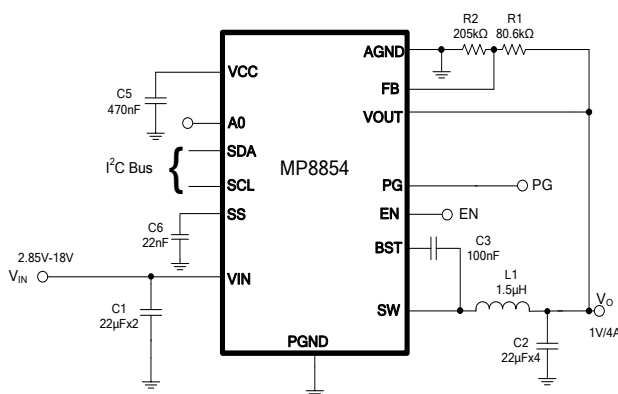 R2
205kΩ
R1
80.6kΩ
AGND
FB
VOUT
VCC
C5
470nF
A0
SDA
I²C Bus
{
SCL
MP8854
PG
PG
EN
EN
SS
C6
22nF
BST
C3
100nF
2.85V-18V
VIN
VIN
L1
1.5µH
SW
VO
1V/4A
C1
22µFx2
C2
22µFx4
PGND